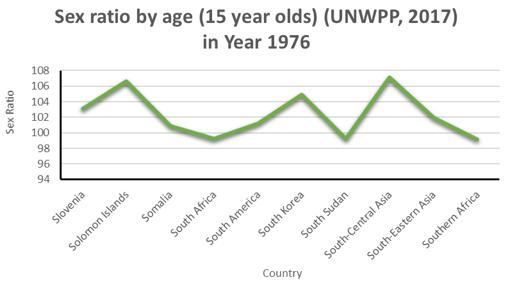 Sex ratio by age (15 year olds) (UNWPP, 2017)
in Year 1976
Sex Ratio
108
106
104
102
100
98
96
94
Slovenia
Solomon Islands
Somalia
South Africa
South America
South Korea
South Sudan
South-Central Asia
South-Eastern Asia
Southern Africa
Country